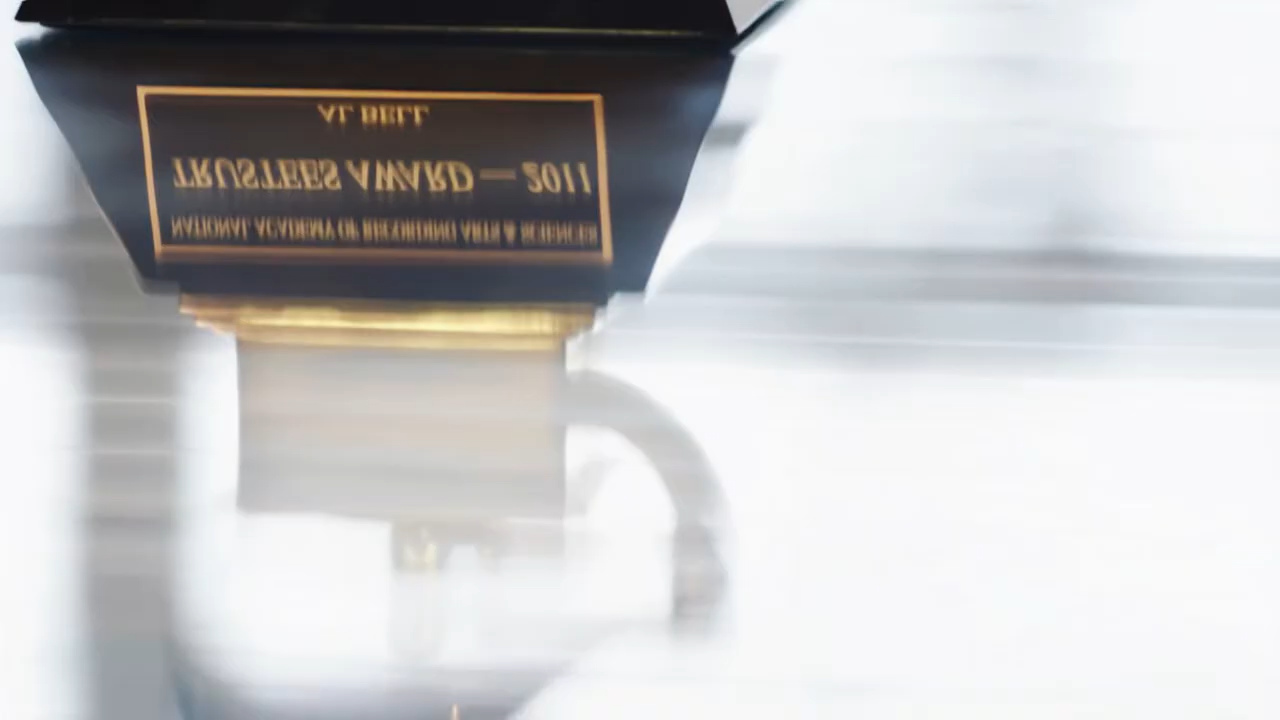 NATIONAL ACADEMY OF RECORDING ARTS & SCIENCES
TRUSTEES AWARD — 2011
AL BELL